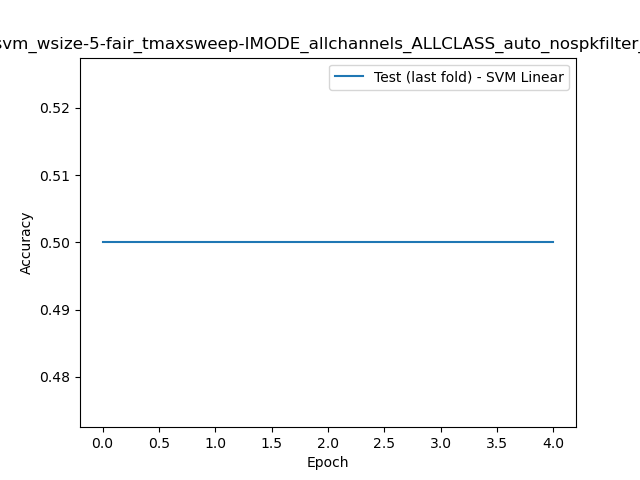 svm_wsize-5-fair_tmaxsweep-IMODE_allchannels_ALLCLASS_auto_nospkfilter_
Test (last fold) - SVM Linear
0.52
0.51
0.50
0.49
0.48
Accuracy
0.0 0.5 1.0 1.5 2.0 2.5 3.0 3.5 4.0
Epoch